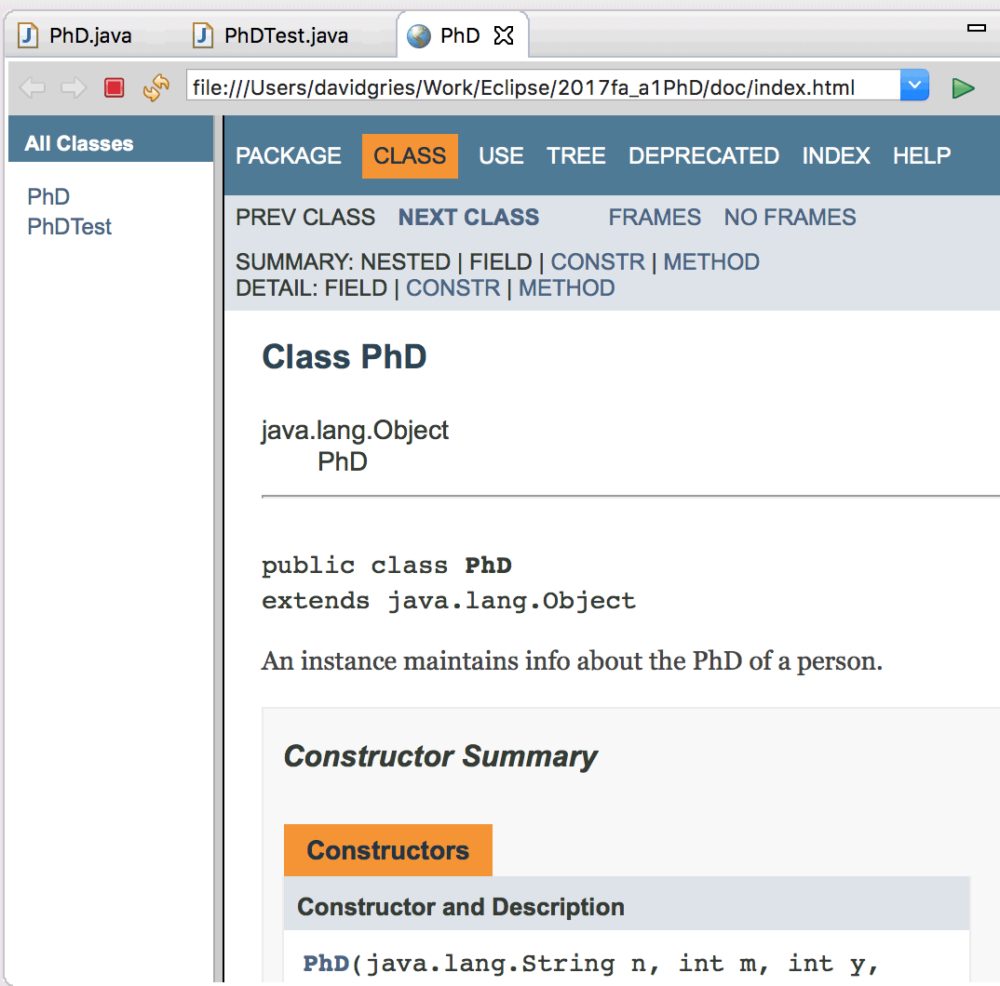 PhD.java PhDTest.java PhD
file:///Users/davidgries/Work/Eclipse/2017fa_a1PhD/doc/index.html
All Classes
PhD
PhDTest
PACKAGE CLASS USE TREE DEPRECATED INDEX HELP
PREV CLASS NEXT CLASS FRAMES NO FRAMES
SUMMARY: NESTED | FIELD | CONSTR | METHOD
DETAIL: FIELD | CONSTR | METHOD
Class PhD
java.lang.Object
PhD
public class PhD
extends java.lang.Object
An instance maintains info about the PhD of a person.
Constructor Summary
Constructors
Constructor and Description
PhD(java.lang.String n, int m, int y,